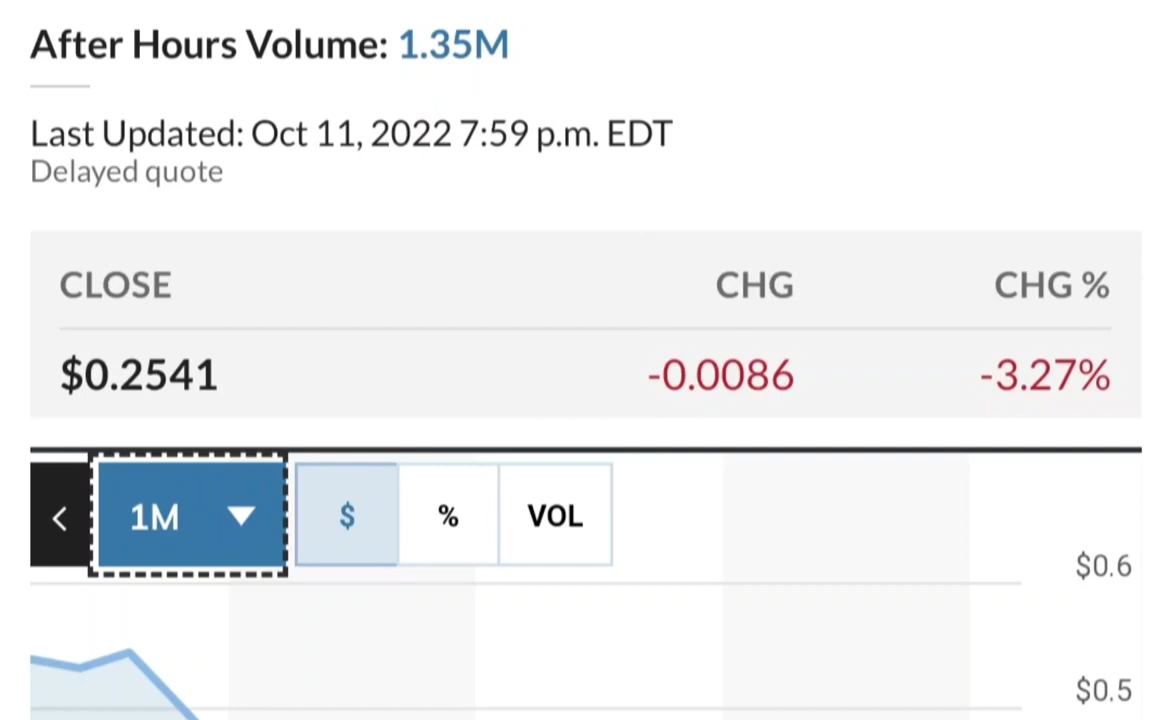 After Hours Volume: 1.35M
Last Updated: Oct 11, 2022 7:59 p.m. EDT
Delayed quote
CLOSE CHG CHG %
$0.2541 -0.0086 -3.27%
1M $ % VOL
$0.6
$0.5